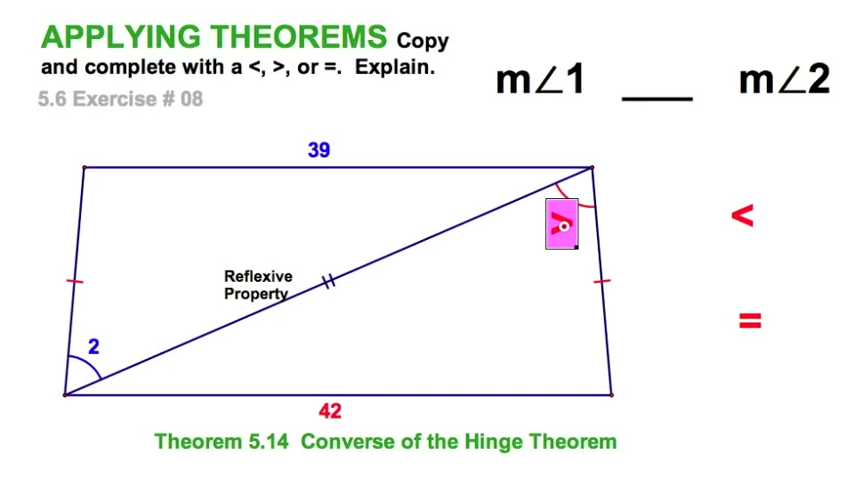 APPLYING THEOREMS Copy
and complete with a <, >, or =. Explain.
5.6 Exercise # 08
m∠1 ____ m∠2
39
>
<
Reflexive
Property
=
2
42
Theorem 5.14 Converse of the Hinge Theorem